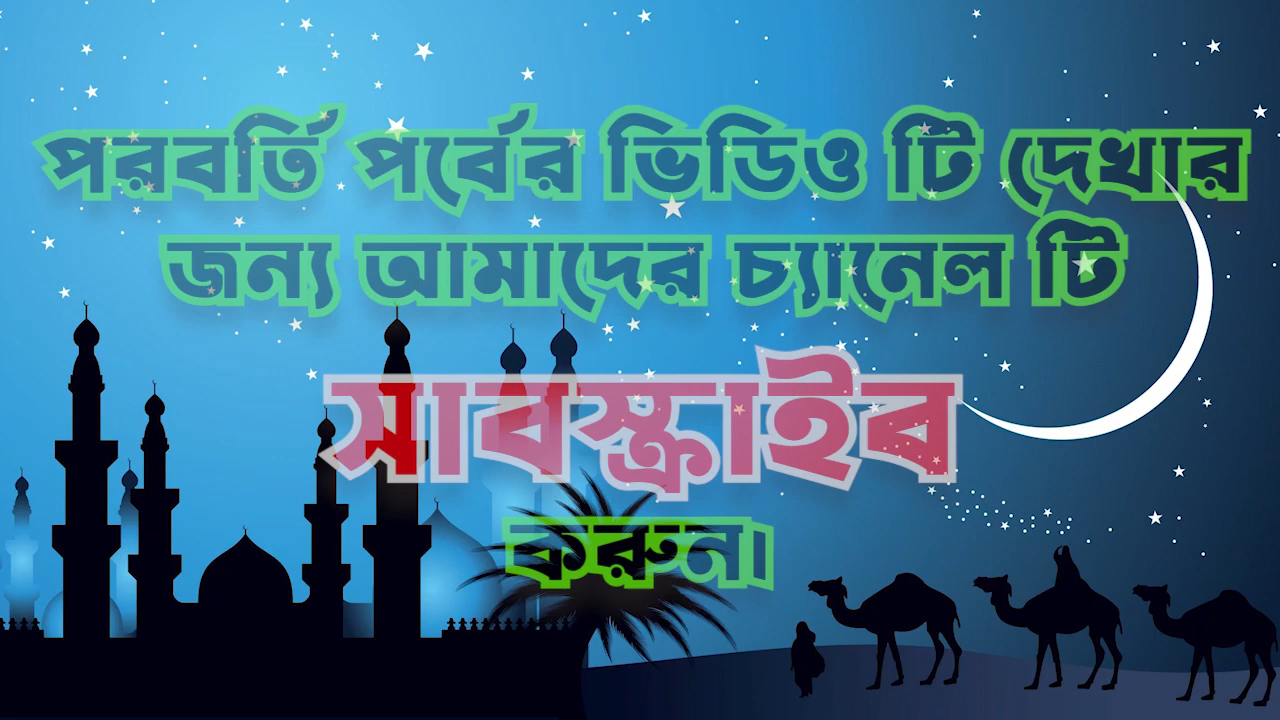 পরবর্তি পর্বের ভিডিও টি দেখার
জন্য আমাদের চ্যানেল টি
সাবস্ক্রাইব
করুন।